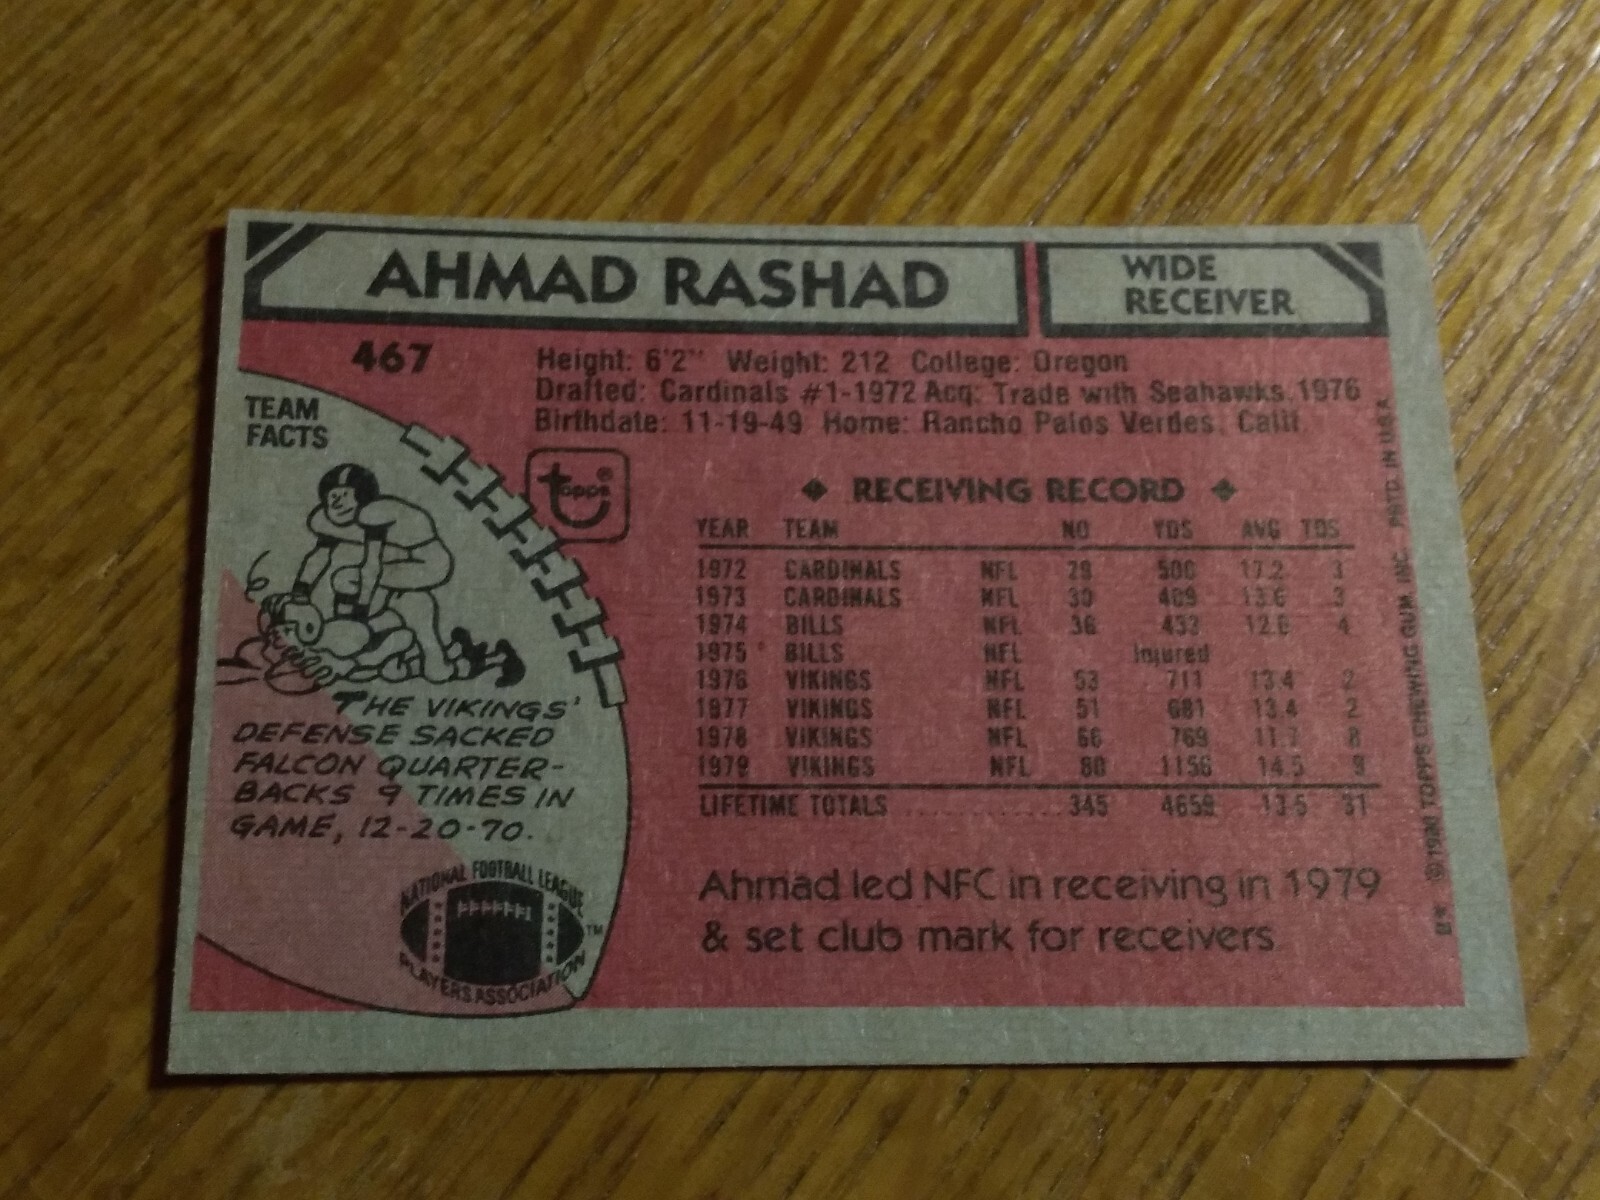 AHMAD RASHAD
WIDE
RECEIVER
467
Height: 6'2" Weight: 212 College: Oregon
Drafted: Cardinals #1-1972 Acq: Trade with Seahawks, 1976
Birthdate: 11-19-49 Home: Rancho Palos Verdes, Calif.
TEAM
FACTS
topps®
THE VIKINGS'
DEFENSE SACKED
FALCON QUARTER-
BACKS 9 TIMES IN
GAME, 12-20-70.
NATIONAL FOOTBALL LEAGUE
PLAYERS ASSOCIATION
TM
RECEIVING RECORD
YEAR TEAM NO YDS AVG TDS
1972 CARDINALS NFL 29 500 17.2 3
1973 CARDINALS NFL 30 409 13.6 3
1974 BILLS NFL 36 433 12.0 4
1975 BILLS NFL Injured
1976 VIKINGS NFL 53 711 13.4 2
1977 VIKINGS NFL 51 681 13.4 2
1978 VIKINGS NFL 66 769 11.7 8
1979 VIKINGS NFL 80 1156 14.5 9
LIFETIME TOTALS 345 4659 13.5 31
Ahmad led NFC in receiving in 1979
& set club mark for receivers
© 1980 TOPPS CHEWING GUM, INC. PRTD. IN U.S.A.